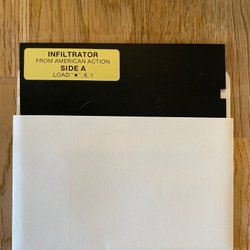 INFILTRATOR
FROM AMERICAN ACTION
SIDE A
LOAD "★", 8, 1